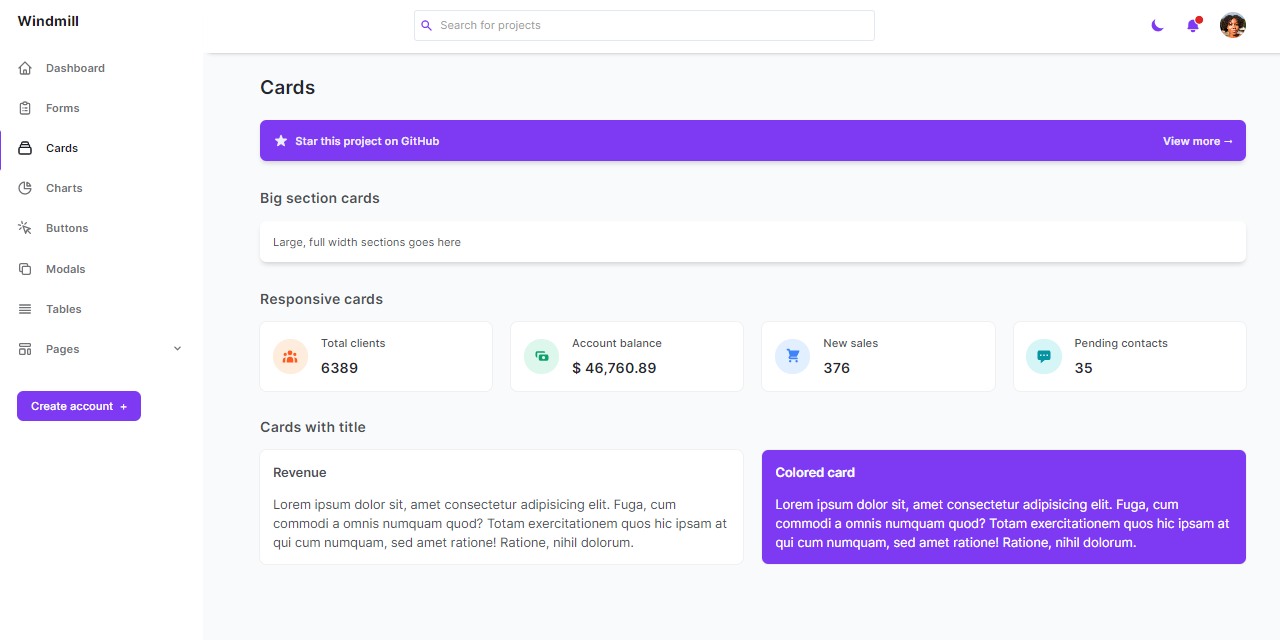 Windmill
Search for projects
Dashboard
Forms
Cards
Charts
Buttons
Modals
Tables
Pages
Create account +
Cards
Star this project on GitHub
View more →
Big section cards
Large, full width sections goes here
Responsive cards
Total clients
6389
Account balance
$ 46,760.89
New sales
376
Pending contacts
35
Cards with title
Revenue
Lorem ipsum dolor sit, amet consectetur adipisicing elit. Fuga, cum
commodi a omnis numquam quod? Totam exercitationem quos hic ipsam at
qui cum numquam, sed amet ratione! Ratione, nihil dolorum.
Colored card
Lorem ipsum dolor sit, amet consectetur adipisicing elit. Fuga, cum
commodi a omnis numquam quod? Totam exercitationem quos hic ipsam at
qui cum numquam, sed amet ratione! Ratione, nihil dolorum.